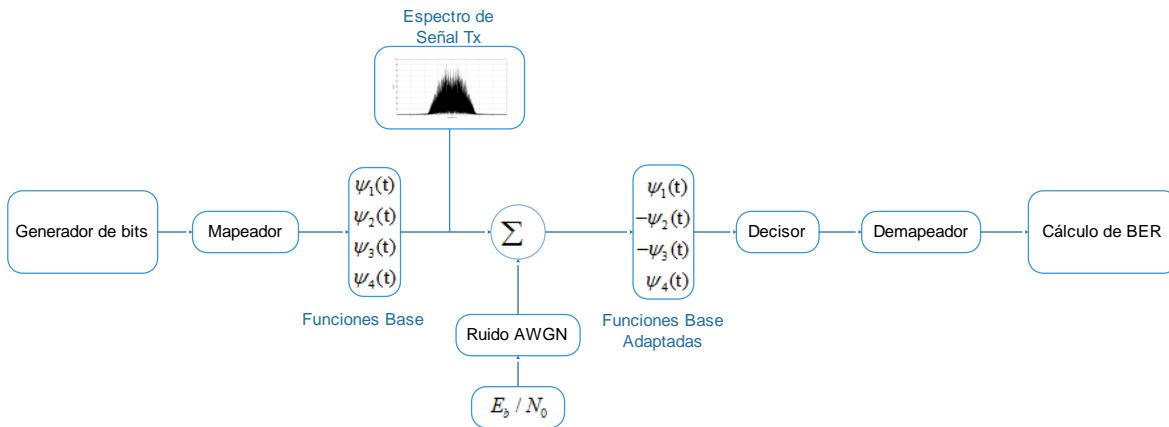 Espectro de
Señal Tx
Generador de bits
Mapeador
ψ₁(t)
ψ₂(t)
ψ₃(t)
ψ₄(t)
Funciones Base
Σ
Ruido AWGN
E_b / N₀
ψ₁(t)
−ψ₂(t)
−ψ₃(t)
ψ₄(t)
Funciones Base
Adaptadas
Decisor
Demapeador
Cálculo de BER